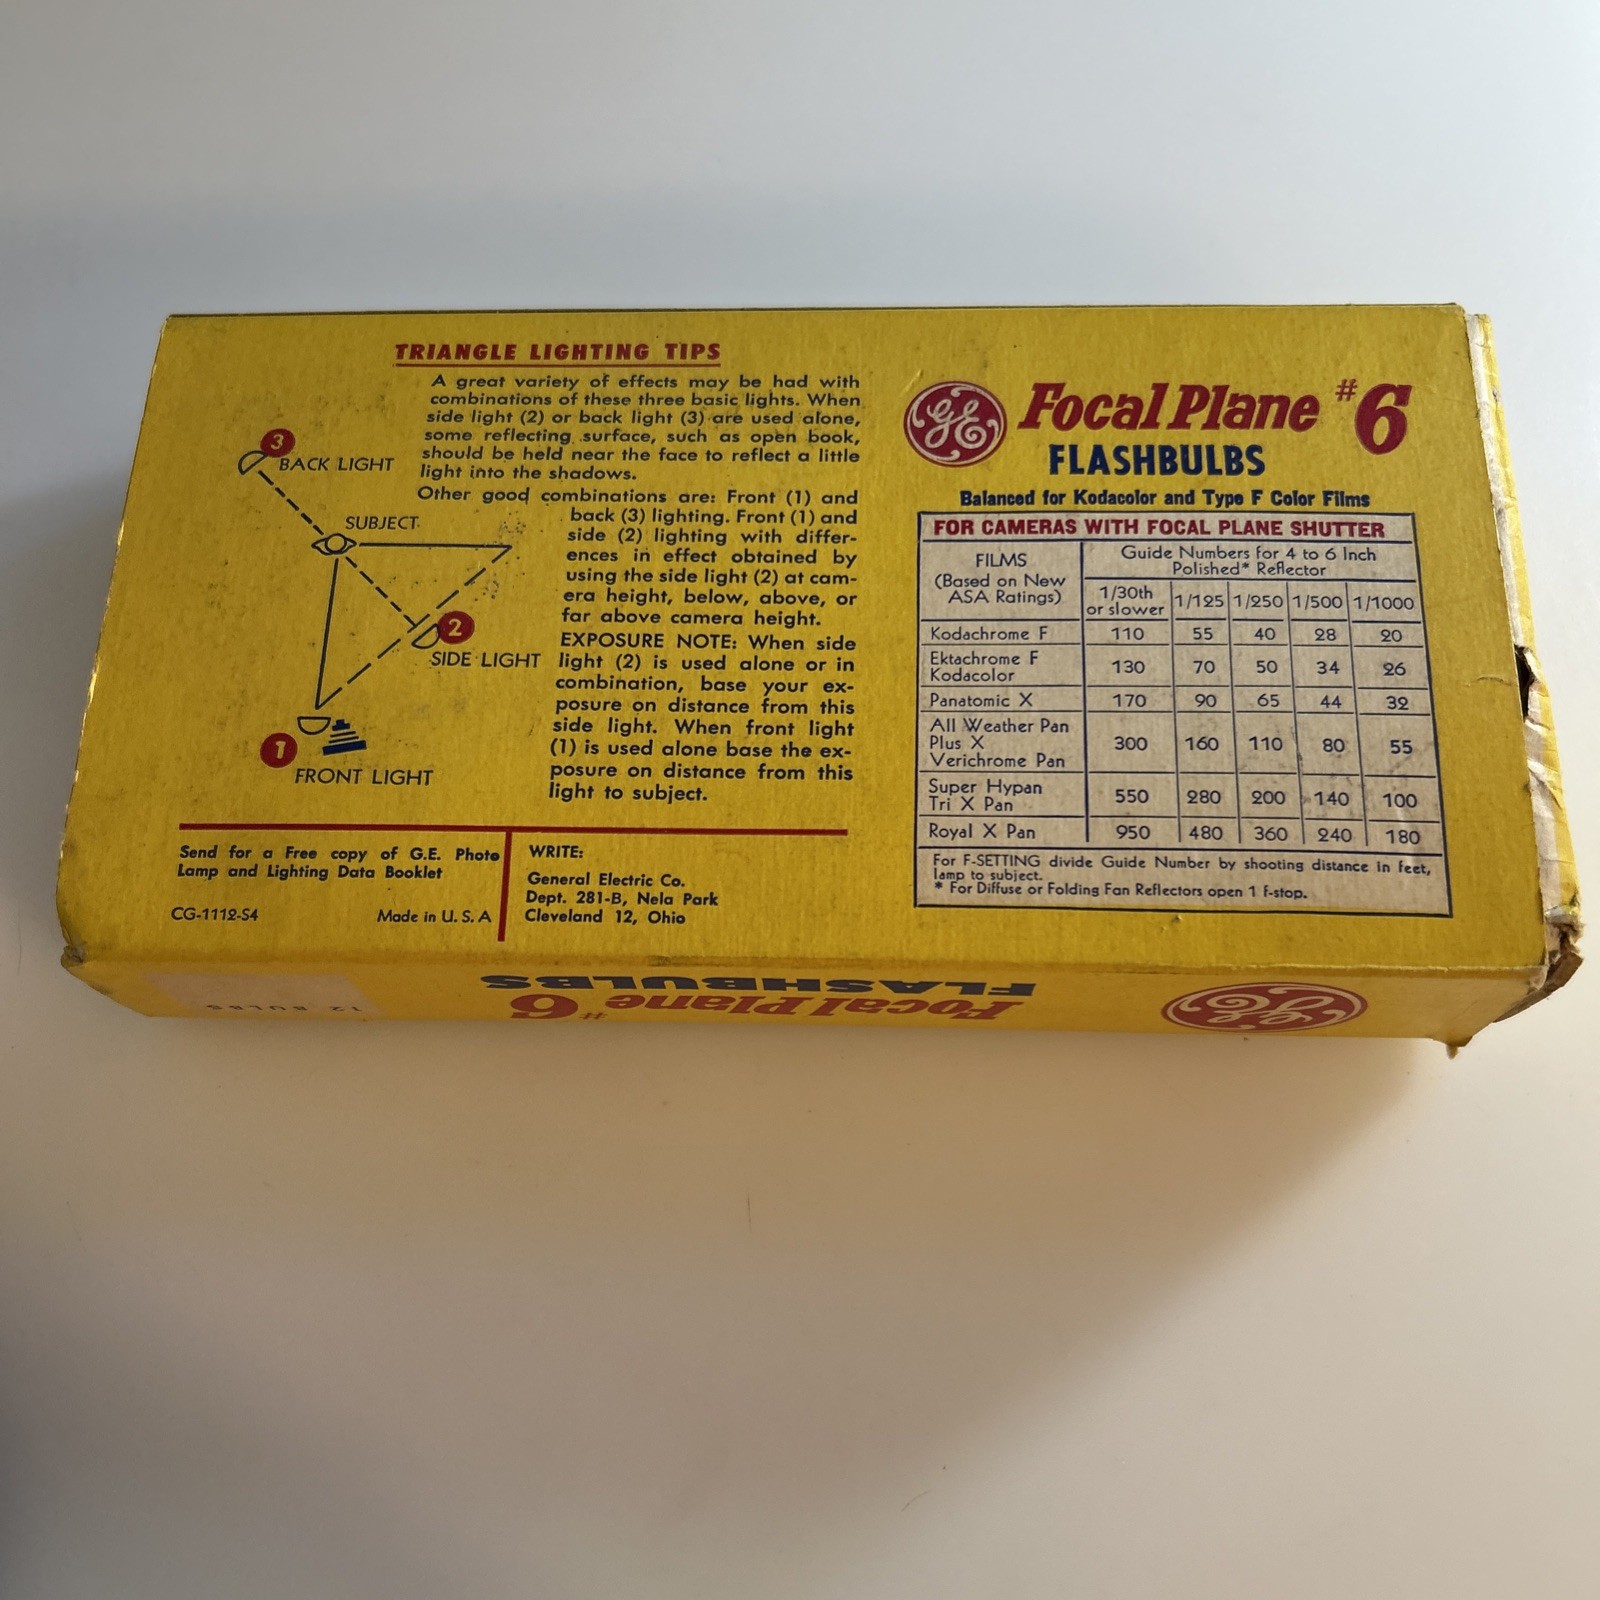 TRIANGLE LIGHTING TIPS
A great variety of effects may be had with
combinations of these three basic lights. When
side light (2) or back light (3) are used alone,
some reflecting surface, such as open book,
should be held near the face to reflect a little
light into the shadows.
Other good combinations are: Front (1) and
back (3) lighting. Front (1) and
side (2) lighting with differ-
ences in effect obtained by
using the side light (2) at cam-
era height, below, above, or
far above camera height.
EXPOSURE NOTE: When side
light (2) is used alone or in
combination, base your ex-
posure on distance from this
side light. When front light
(1) is used alone base the ex-
posure on distance from this
light to subject.
3
BACK LIGHT
SUBJECT
2
SIDE LIGHT
1
FRONT LIGHT
Send for a Free copy of G.E. Photo
Lamp and Lighting Data Booklet
CG-1112-S4 Made in U. S. A
WRITE:
General Electric Co.
Dept. 281-B, Nela Park
Cleveland 12, Ohio
GE Focal Plane #6
FLASHBULBS
Balanced for Kodacolor and Type F Color Films
FOR CAMERAS WITH FOCAL PLANE SHUTTER
FILMS
(Based on New
ASA Ratings)
Guide Numbers for 4 to 6 Inch
Polished* Reflector
1/30th
or slower 1/125 1/250 1/500 1/1000
Kodachrome F 110 55 40 28 20
Ektachrome F
Kodacolor 130 70 50 34 26
Panatomic X 170 90 65 44 32
All Weather Pan
Plus X
Verichrome Pan 300 160 110 80 55
Super Hypan
Tri X Pan 550 280 200 140 100
Royal X Pan 950 480 360 240 180
For F-SETTING divide Guide Number by shooting distance in feet,
lamp to subject.
* For Diffuse or Folding Fan Reflectors open 1 f-stop.
GE Focal Plane #6
FLASHBULBS
12 BULBS